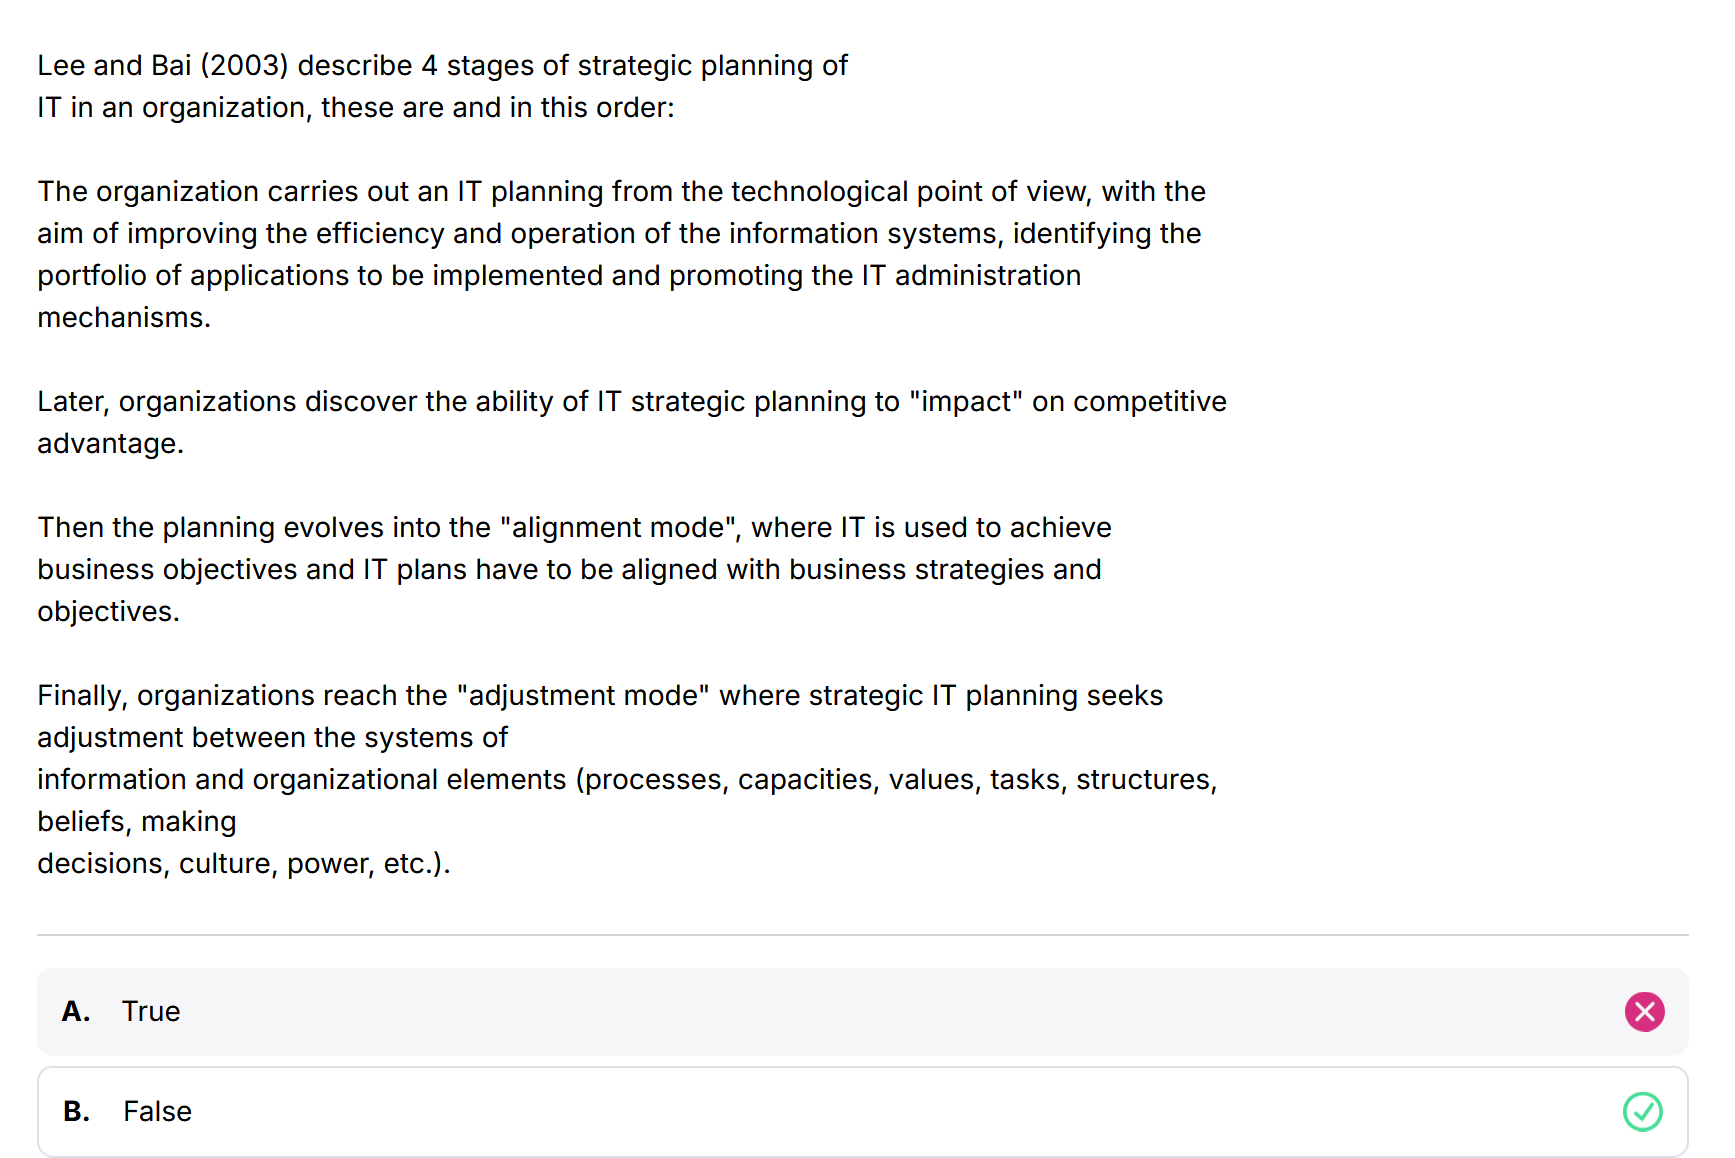 Lee and Bai (2003) describe 4 stages of strategic planning of
IT in an organization, these are and in this order:
The organization carries out an IT planning from the technological point of view, with the
aim of improving the efficiency and operation of the information systems, identifying the
portfolio of applications to be implemented and promoting the IT administration
mechanisms.
Later, organizations discover the ability of IT strategic planning to "impact" on competitive
advantage.
Then the planning evolves into the "alignment mode", where IT is used to achieve
business objectives and IT plans have to be aligned with business strategies and
objectives.
Finally, organizations reach the "adjustment mode" where strategic IT planning seeks
adjustment between the systems of
information and organizational elements (processes, capacities, values, tasks, structures,
beliefs, making
decisions, culture, power, etc.).
A. True
B. False